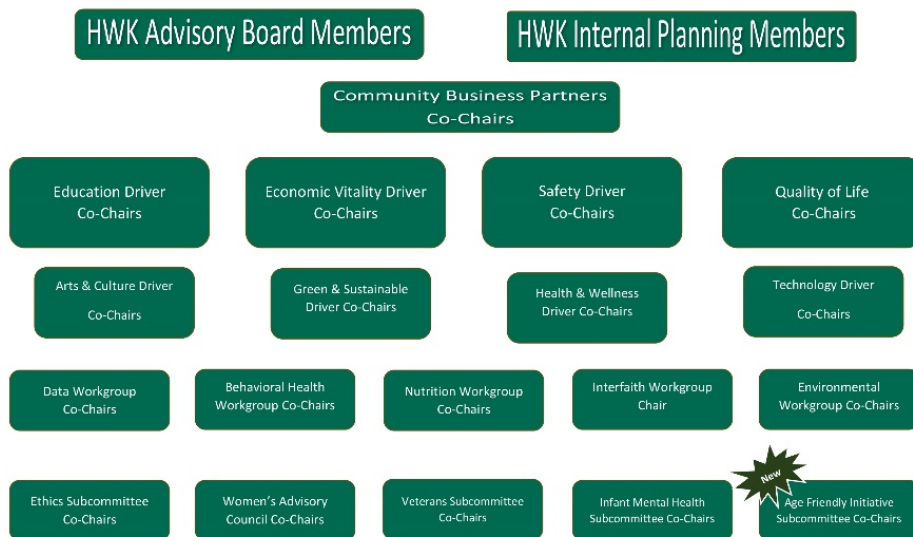 HWK Advisory Board Members
HWK Internal Planning Members
Community Business Partners
Co-Chairs
Education Driver
Co-Chairs
Economic Vitality Driver
Co-Chairs
Safety Driver
Co-Chairs
Quality of Life
Co-Chairs
Arts & Culture Driver
Co-Chairs
Green & Sustainable
Driver Co-Chairs
Health & Wellness
Driver Co-Chairs
Technology Driver
Co-Chairs
Data Workgroup
Co-Chairs
Behavioral Health
Workgroup Co-Chairs
Nutrition Workgroup
Co-Chairs
Interfaith Workgroup
Chair
Environmental
Workgroup Co-Chairs
Ethics Subcommittee
Co-Chairs
Women's Advisory
Council Co-Chairs
Veterans Subcommittee
Co-Chairs
Infant Mental Health
Subcommittee Co-Chairs
New
Age Friendly Initiative
Subcommittee Co-Chairs